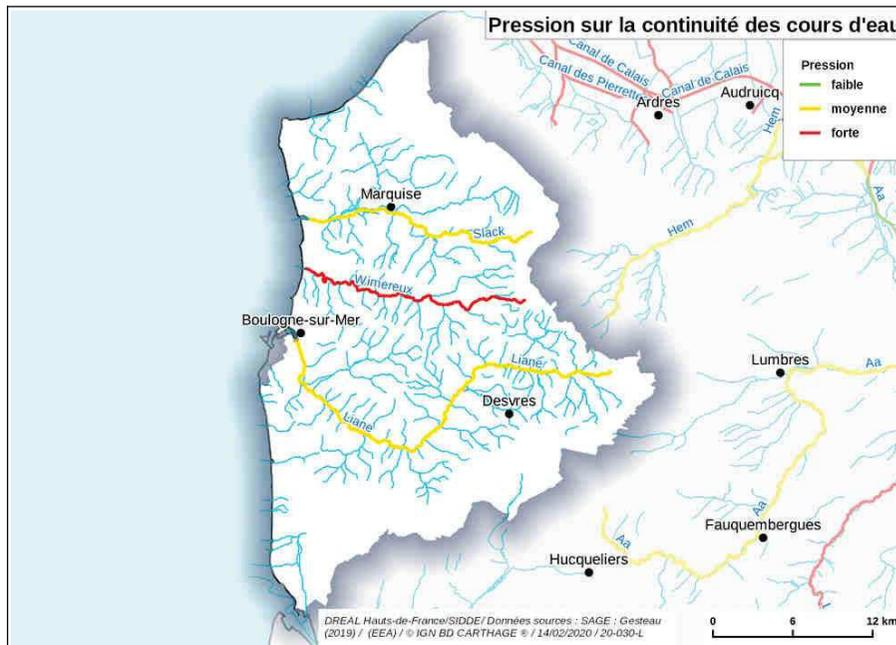 Pression sur la continuité des cours d'eau
Pression
faible
moyenne
forte
Canal de Calais
Canal des Pierrettes
Canal de Calais
Ardres
Audruicq
Hem
Aa
Marquise
Slack
Hem
Wimereux
Boulogne-sur-Mer
Liane
Lumbres
Aa
Desvres
Liane
Aa
Fauquembergues
Aa
Hucqueliers
DREAL Hauts-de-France/SIDDE/ Données sources : SAGE : Gesteau
(2019) / (EEA) / © IGN BD CARTHAGE ® / 14/02/2020 / 20-030-L
0 6 12 km